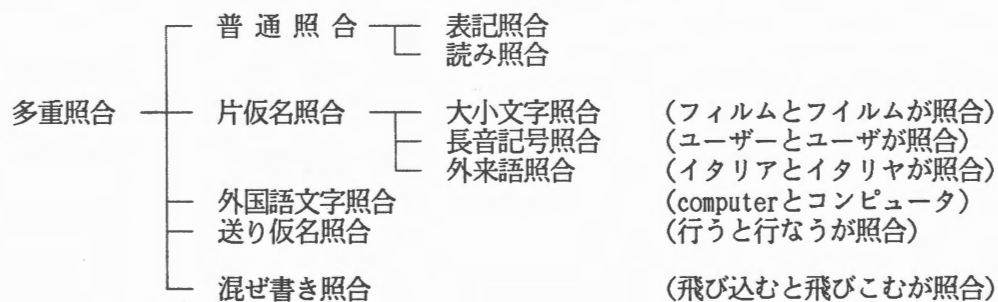 普通照合 表記照合
読み照合
多重照合 片仮名照合 大小文字照合 (フィルムとフイルムが照合)
長音記号照合 (ユーザーとユーザが照合)
外来語照合 (イタリアとイタリヤが照合)
外国語文字照合 (computerとコンピュータ)
送り仮名照合 (行うと行なうが照合)
混ぜ書き照合 (飛び込むと飛びこむが照合)